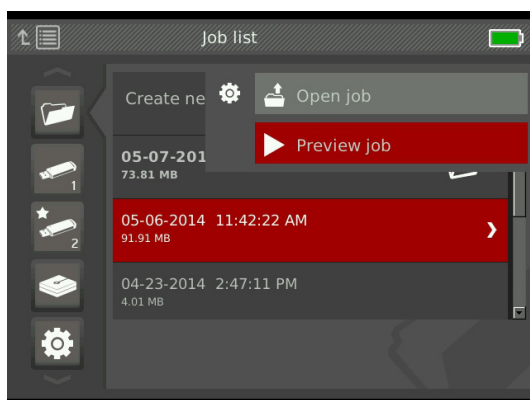 Job list
Create ne
Open job
Preview job
05-07-201
73.81 MB
05-06-2014 11:42:22 AM
91.91 MB
04-23-2014 2:47:11 PM
4.01 MB
1
2